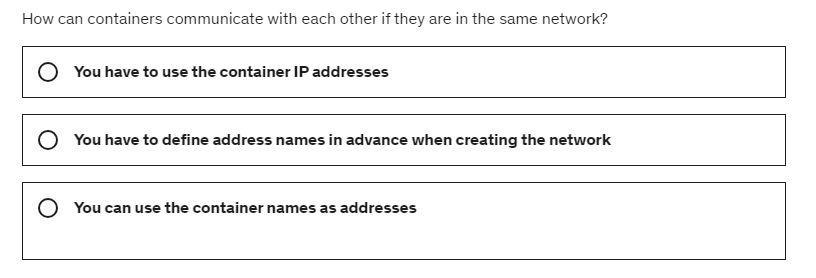 How can containers communicate with each other if they are in the same network?
You have to use the container IP addresses
You have to define address names in advance when creating the network
You can use the container names as addresses